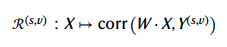 𝓡^(s,υ) : X ↦ corr(W · X, Y^(s,υ))